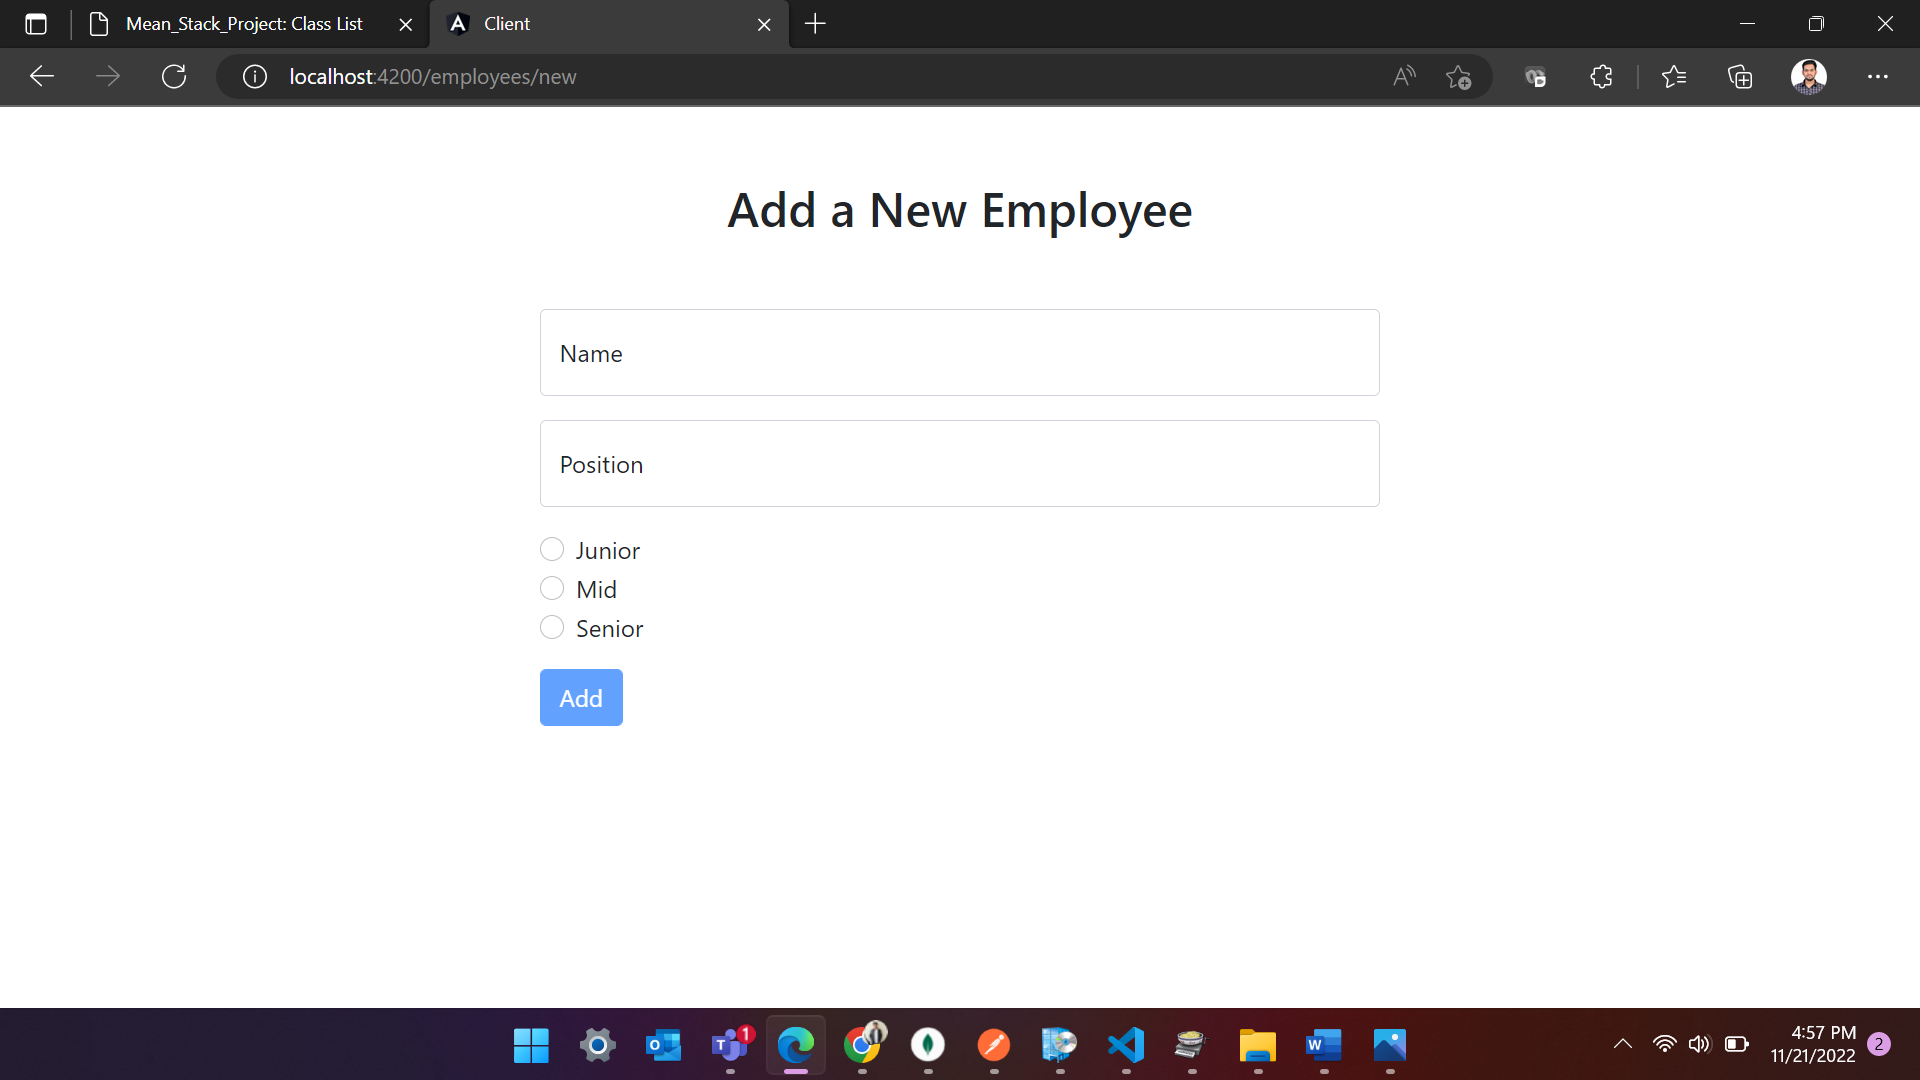 Mean_Stack_Project: Class List
Client
localhost:4200/employees/new
Add a New Employee
Name
Position
Junior
Mid
Senior
Add
1
4:57 PM
11/21/2022
2